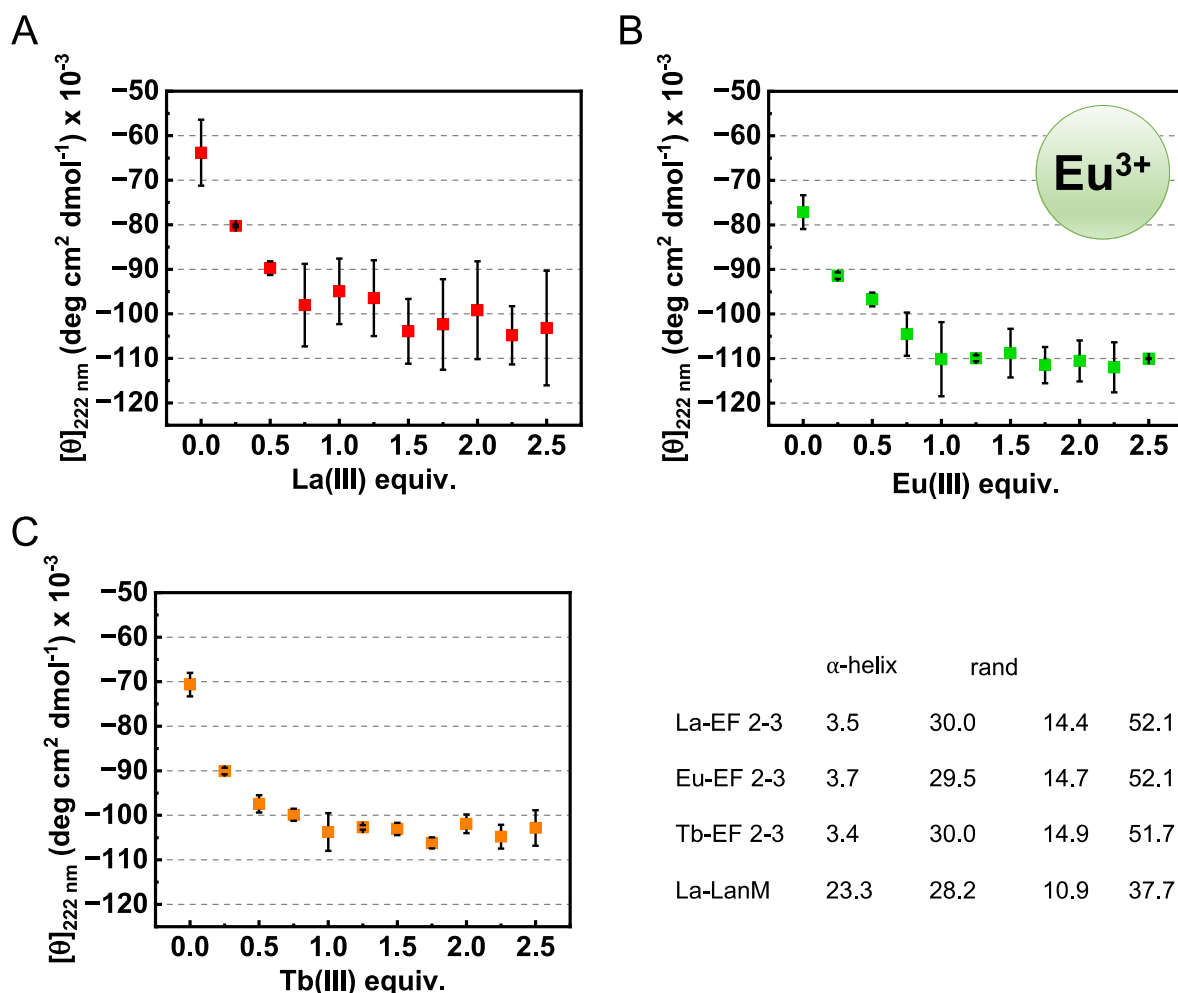 A
[θ]222 nm (deg cm² dmol⁻¹) x 10⁻³
−50
−60
−70
−80
−90
−100
−110
−120
0.0 0.5 1.0 1.5 2.0 2.5
La(III) equiv.
B
[θ]222 nm (deg cm² dmol⁻¹) x 10⁻³
−50
−60
−70
−80
−90
−100
−110
−120
Eu³⁺
0.0 0.5 1.0 1.5 2.0 2.5
Eu(III) equiv.
C
[θ]222 nm (deg cm² dmol⁻¹) x 10⁻³
−50
−60
−70
−80
−90
−100
−110
−120
0.0 0.5 1.0 1.5 2.0 2.5
Tb(III) equiv.
α-helix rand
La-EF 2-3 3.5 30.0 14.4 52.1
Eu-EF 2-3 3.7 29.5 14.7 52.1
Tb-EF 2-3 3.4 30.0 14.9 51.7
La-LanM 23.3 28.2 10.9 37.7